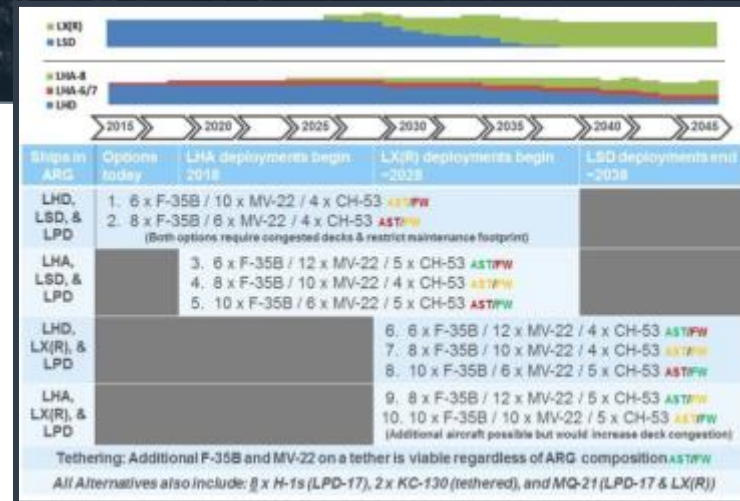 LX(R)
LSD
LHA-8
LHA-6/7
LHD
2015 2020 2025 2030 2035 2040 2045
Ships in ARG Options today LHA deployments begin 2018 LX(R) deployments begin ~2028 LSD deployments end ~2038
LHD, LSD, & LPD
1. 6 x F-35B / 10 x MV-22 / 4 x CH-53 AST/FW
2. 8 x F-35B / 6 x MV-22 / 4 x CH-53 AST/FW
(Both options require congested decks & restrict maintenance footprint)
LHA, LSD, & LPD
3. 6 x F-35B / 12 x MV-22 / 5 x CH-53 AST/FW
4. 8 x F-35B / 10 x MV-22 / 4 x CH-53 AST/FW
5. 10 x F-35B / 6 x MV-22 / 5 x CH-53 AST/FW
LHD, LX(R), & LPD
6. 6 x F-35B / 12 x MV-22 / 4 x CH-53 AST/FW
7. 8 x F-35B / 10 x MV-22 / 4 x CH-53 AST/FW
8. 10 x F-35B / 6 x MV-22 / 5 x CH-53 AST/FW
LHA, LX(R), & LPD
9. 8 x F-35B / 12 x MV-22 / 5 x CH-53 AST/FW
10. 10 x F-35B / 10 x MV-22 / 5 x CH-53 AST/FW
(Additional aircraft possible but would increase deck congestion)
Tethering: Additional F-35B and MV-22 on a tether is viable regardless of ARG composition AST/FW
All Alternatives also include: 8 x H-1s (LPD-17), 2 x KC-130 (tethered), and MQ-21 (LPD-17 & LX(R))